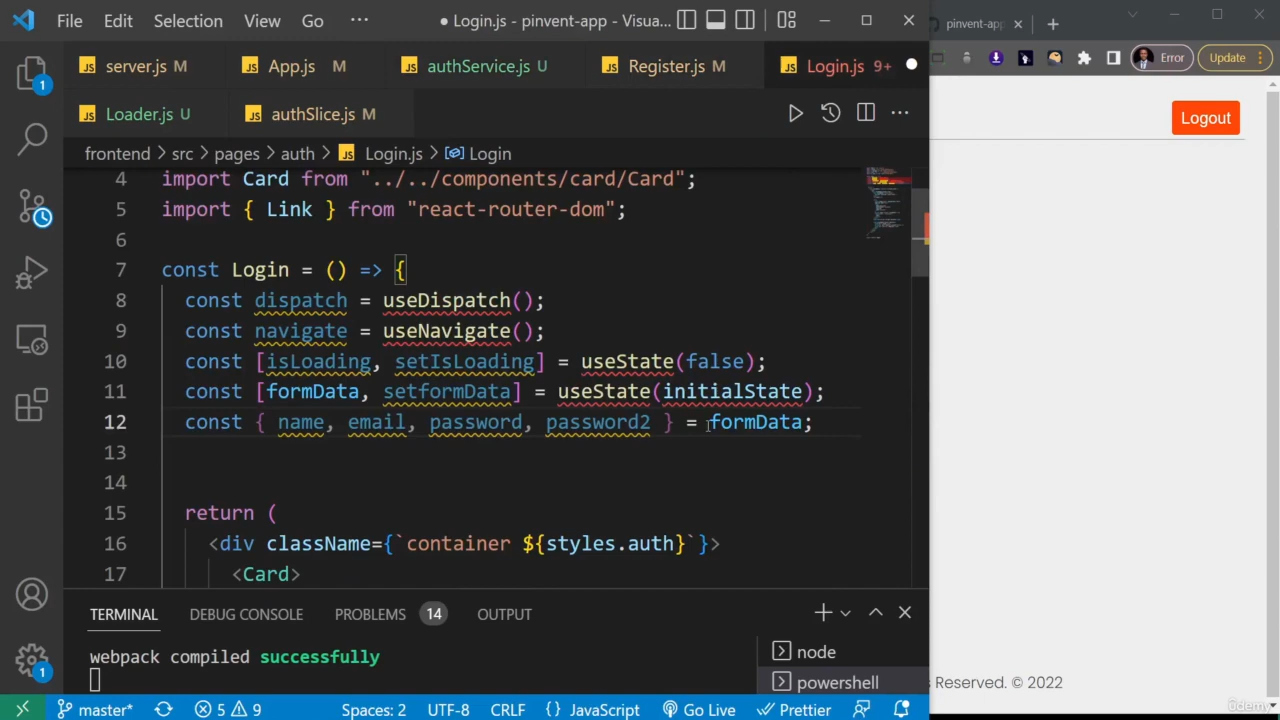 File Edit Selection View Go ··· ● Login.js - pinvent-app - Visua...
pinvent-app
server.js M App.js M authService.js U Register.js M Login.js 9+
Error Update
Loader.js U authSlice.js M
Logout
frontend > src > pages > auth > Login.js > Login
4 import Card from "../../components/card/Card";
5 import { Link } from "react-router-dom";
6
7 const Login = () => {
8 const dispatch = useDispatch();
9 const navigate = useNavigate();
10 const [isLoading, setIsLoading] = useState(false);
11 const [formData, setformData] = useState(initialState);
12 const { name, email, password, password2 } = formData;
13
14
15 return (
16 <div className={`container ${styles.auth}`}>
17 <Card>
TERMINAL DEBUG CONSOLE PROBLEMS 14 OUTPUT
webpack compiled successfully
node
powershell
s Reserved. © 2022
master* 5 9 Spaces: 2 UTF-8 CRLF {} JavaScript Go Live Prettier
ûdemy